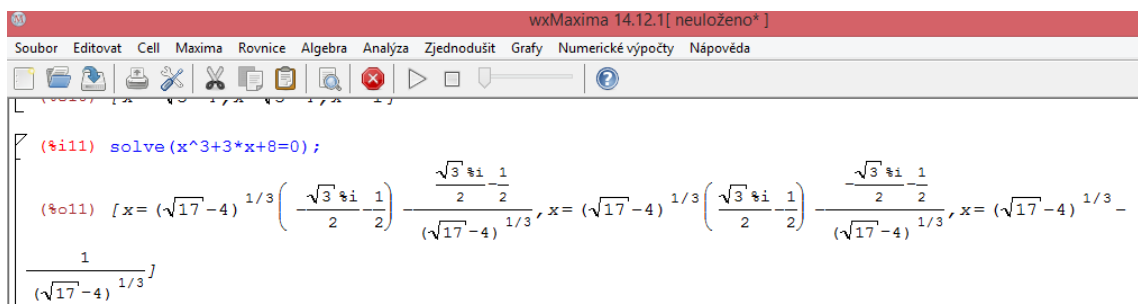 wxMaxima 14.12.1[ neuloženo* ]
Soubor Editovat Cell Maxima Rovnice Algebra Analýza Zjednodušit Grafy Numerické výpočty Nápověda
(%i11) solve(x^3+3*x+8=0);
(%o11) [x=(√17-4)^1/3(-√3 %i/2-1/2)-(√3 %i/2-1/2)/(√17-4)^1/3,x=(√17-4)^1/3(√3 %i/2-1/2)-(-√3 %i/2-1/2)/(√17-4)^1/3,x=(√17-4)^1/3-
1/(√17-4)^1/3]